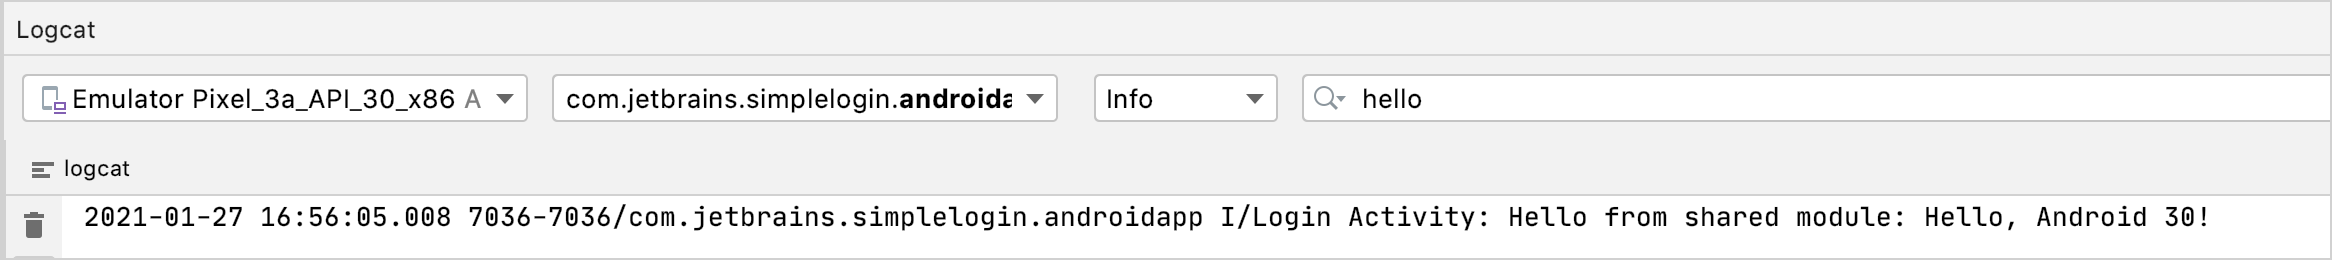 Logcat
Emulator Pixel_3a_API_30_x86 A com.jetbrains.simplelogin.androida Info hello
logcat
2021-01-27 16:56:05.008 7036-7036/com.jetbrains.simplelogin.androidapp I/Login Activity: Hello from shared module: Hello, Android 30!